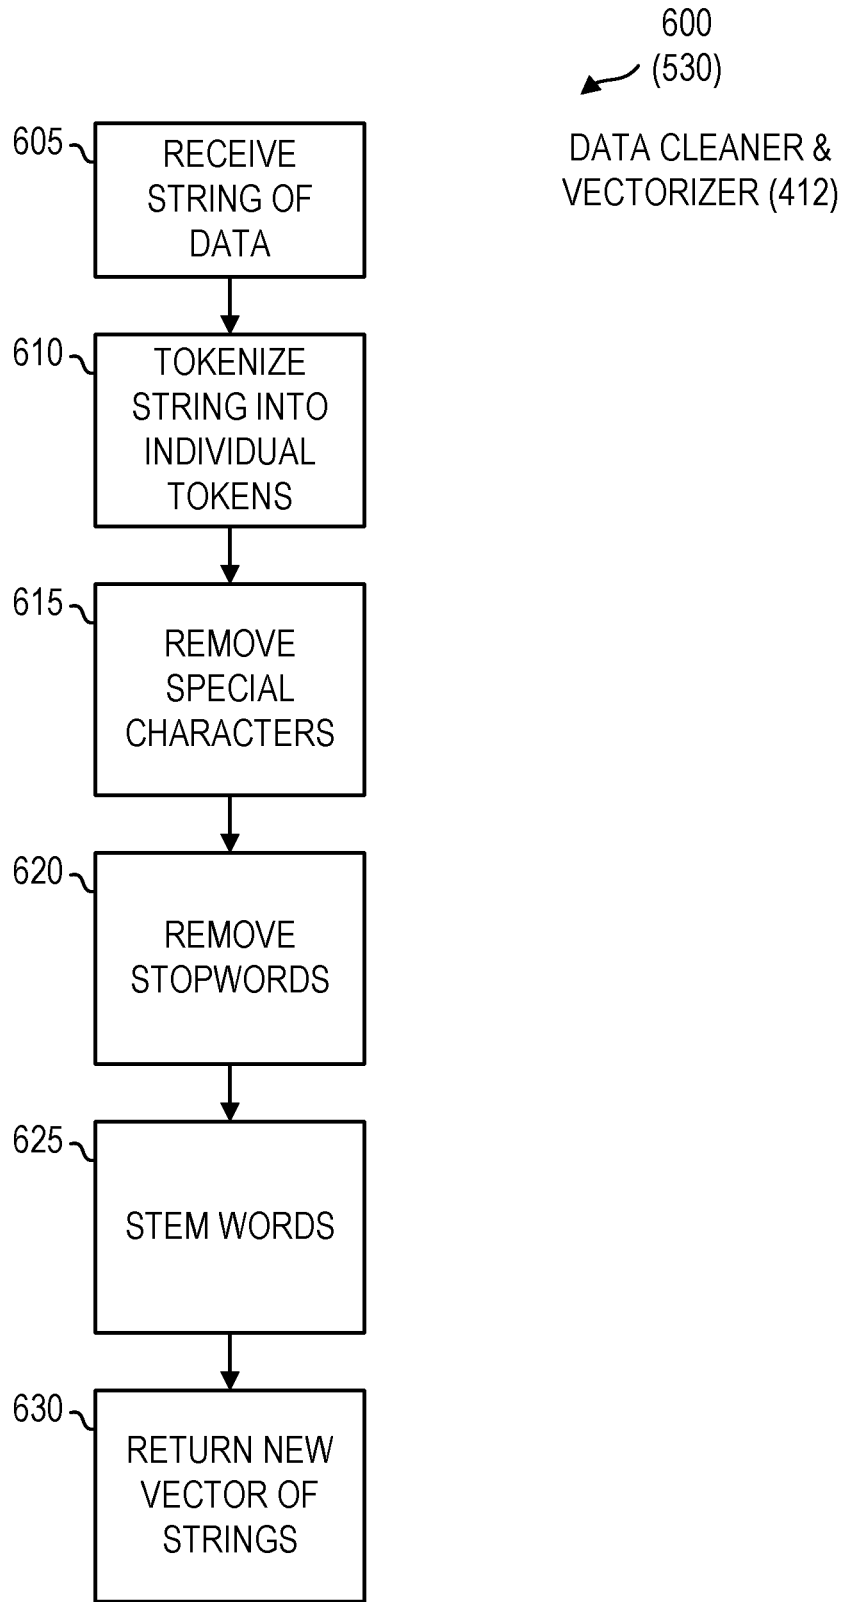 600
(530)
DATA CLEANER &
VECTORIZER (412)
605
RECEIVE
STRING OF
DATA
610
TOKENIZE
STRING INTO
INDIVIDUAL
TOKENS
615
REMOVE
SPECIAL
CHARACTERS
620
REMOVE
STOPWORDS
625
STEM WORDS
630
RETURN NEW
VECTOR OF
STRINGS